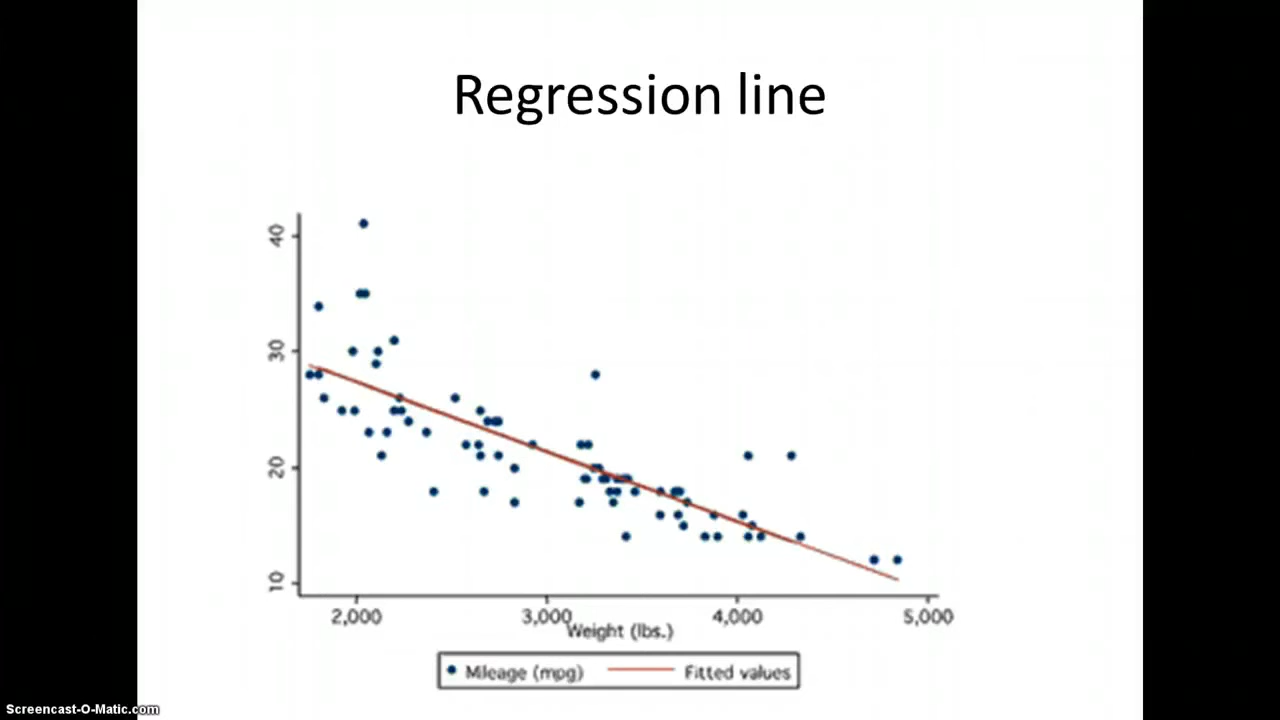 Regression line
40
30
20
10
2,000 3,000 4,000 5,000
Weight (lbs.)
Mileage (mpg) Fitted values
Screencast-O-Matic.com